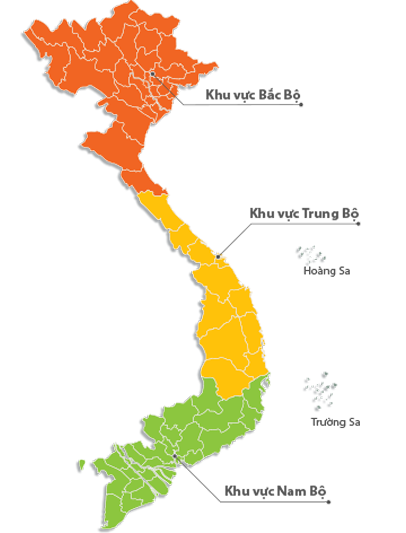 Khu vực Bắc Bộ
Khu vực Trung Bộ
Hoàng Sa
Trường Sa
Khu vực Nam Bộ